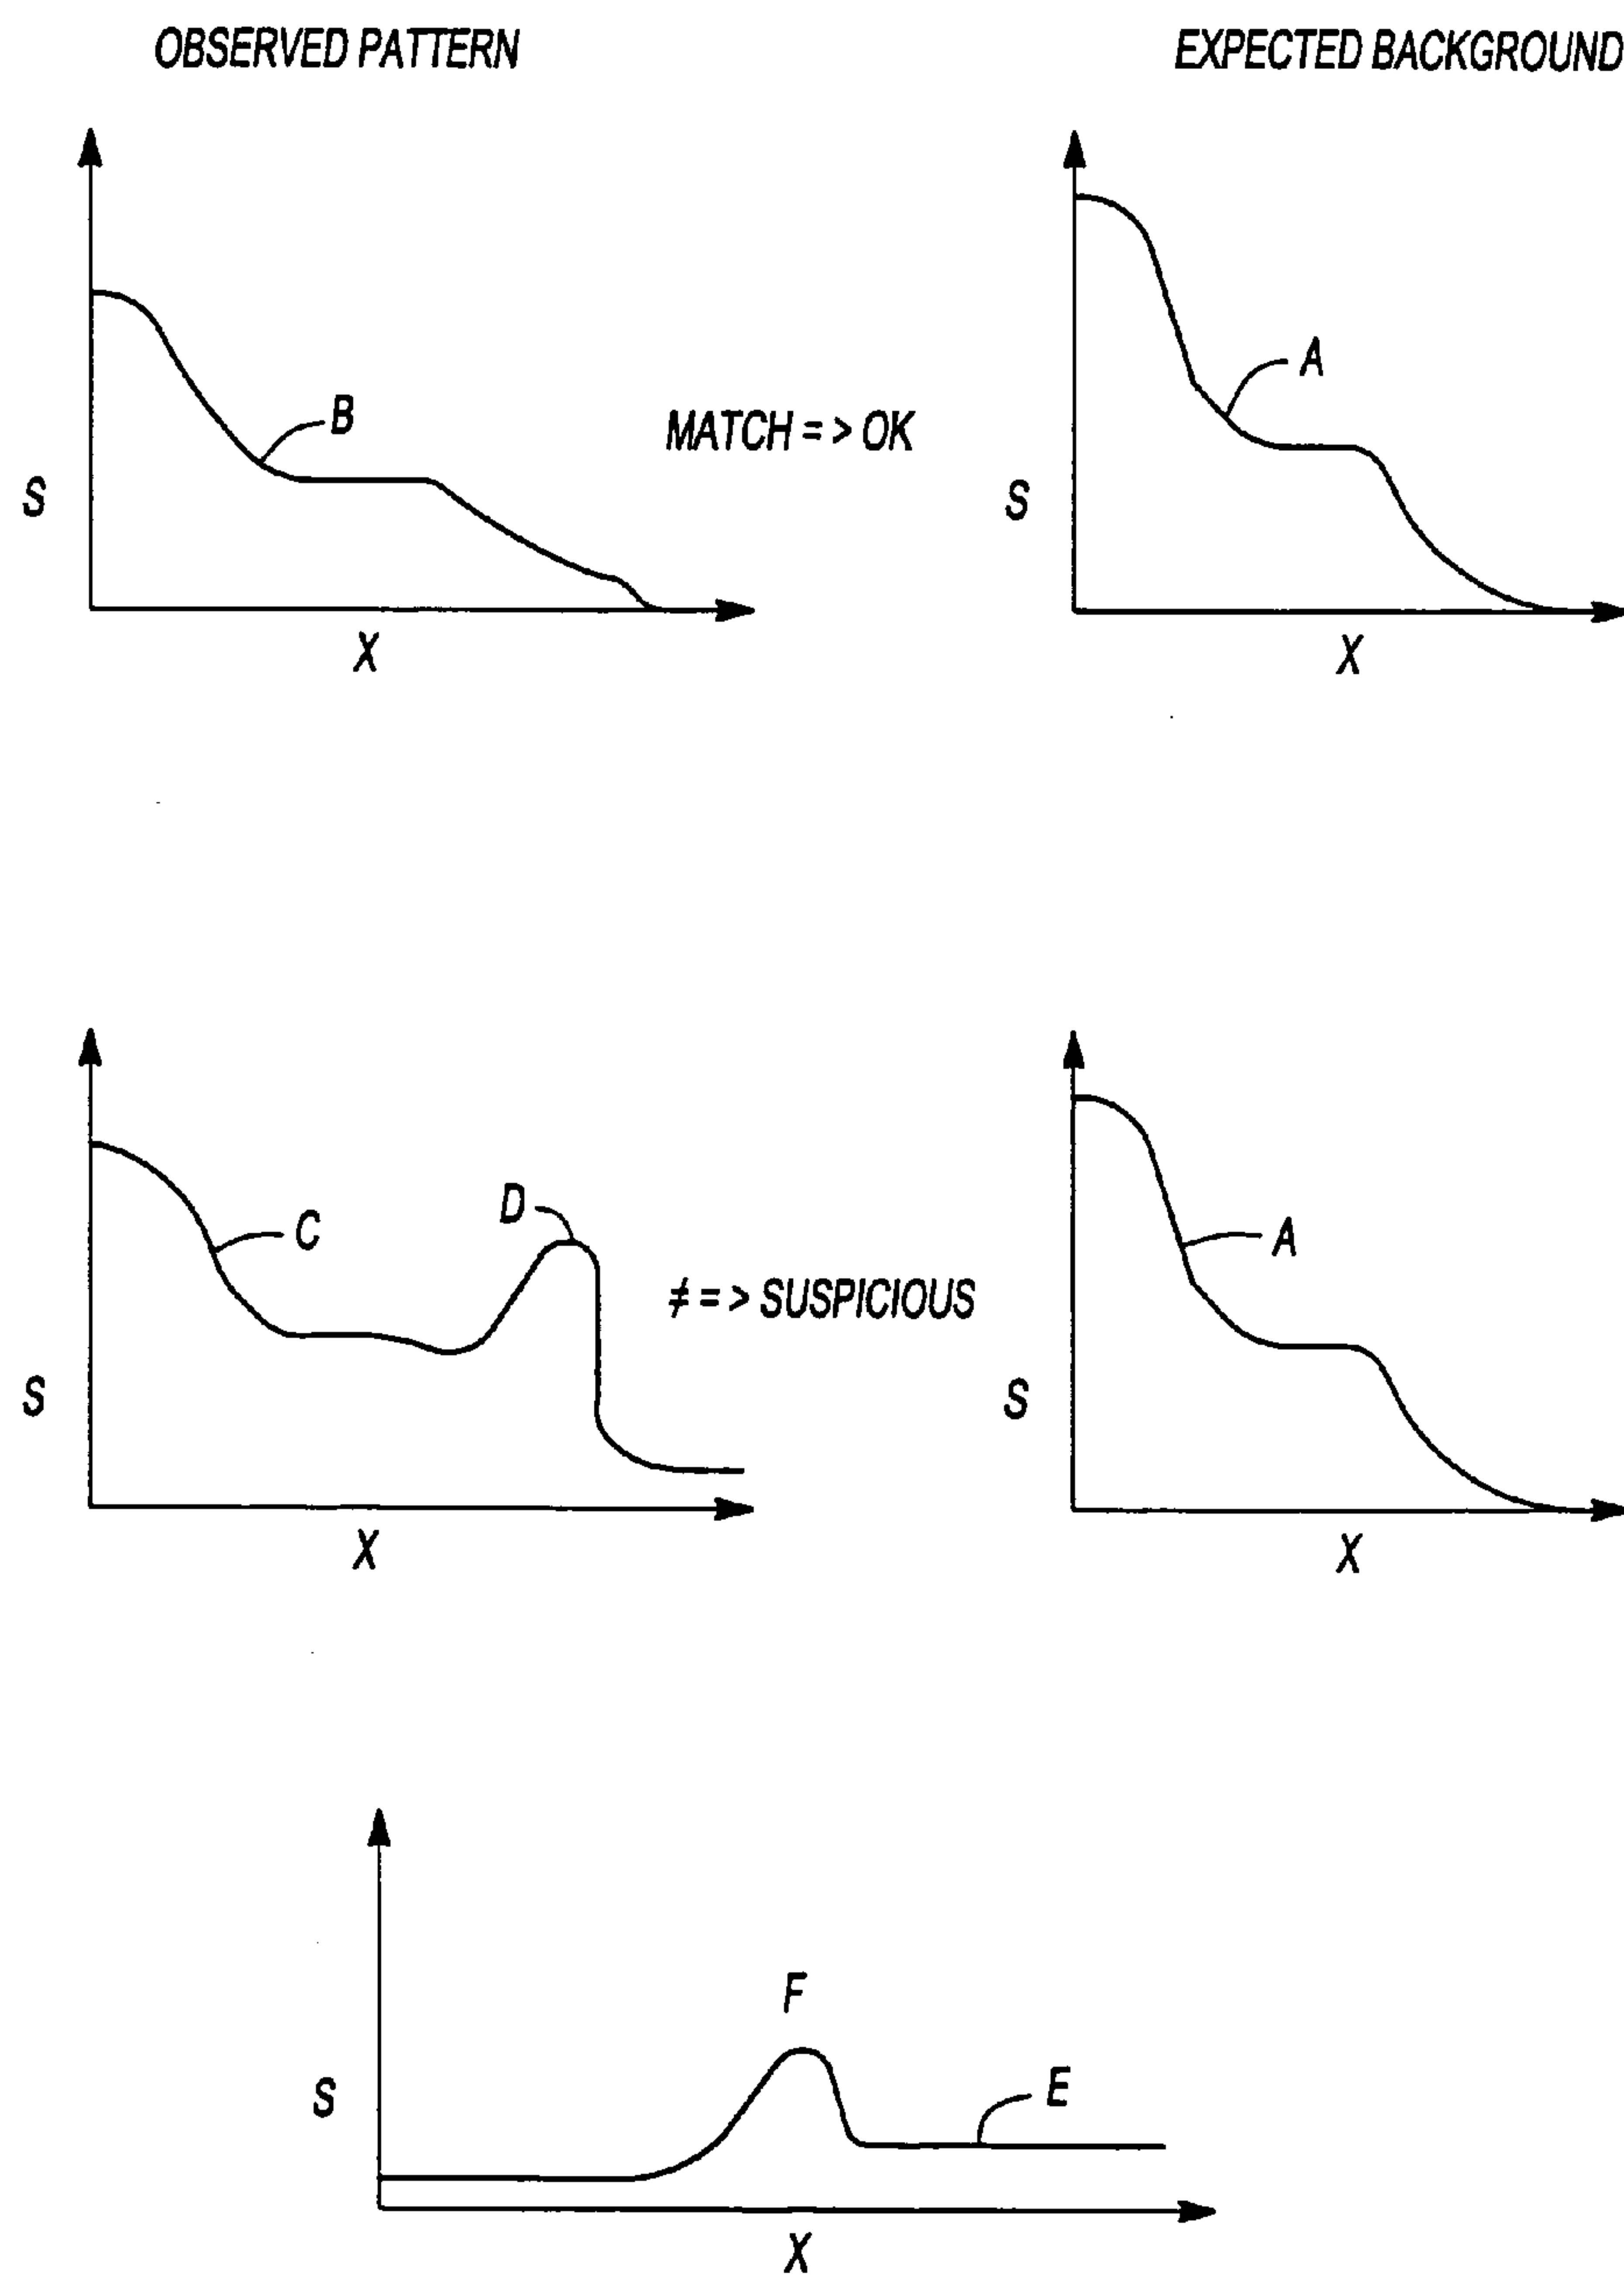 OBSERVED PATTERN
EXPECTED BACKGROUND
B
S
X
MATCH = > OK
A
S
X
C
D
S
X
≠ = > SUSPICIOUS
A
S
X
F
E
S
X